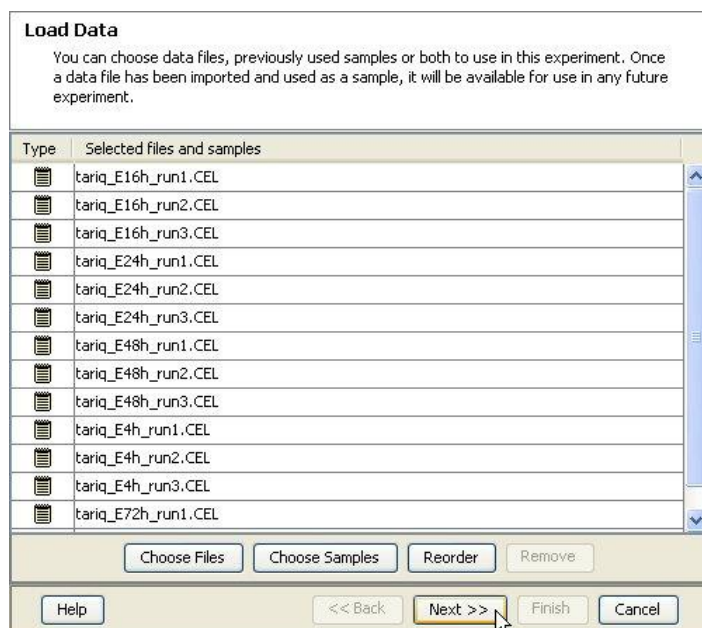 Load Data
You can choose data files, previously used samples or both to use in this experiment. Once
a data file has been imported and used as a sample, it will be available for use in any future
experiment.
Type Selected files and samples
tariq_E16h_run1.CEL
tariq_E16h_run2.CEL
tariq_E16h_run3.CEL
tariq_E24h_run1.CEL
tariq_E24h_run2.CEL
tariq_E24h_run3.CEL
tariq_E48h_run1.CEL
tariq_E48h_run2.CEL
tariq_E48h_run3.CEL
tariq_E4h_run1.CEL
tariq_E4h_run2.CEL
tariq_E4h_run3.CEL
tariq_E72h_run1.CEL
Choose Files Choose Samples Reorder Remove
Help << Back Next >> Finish Cancel